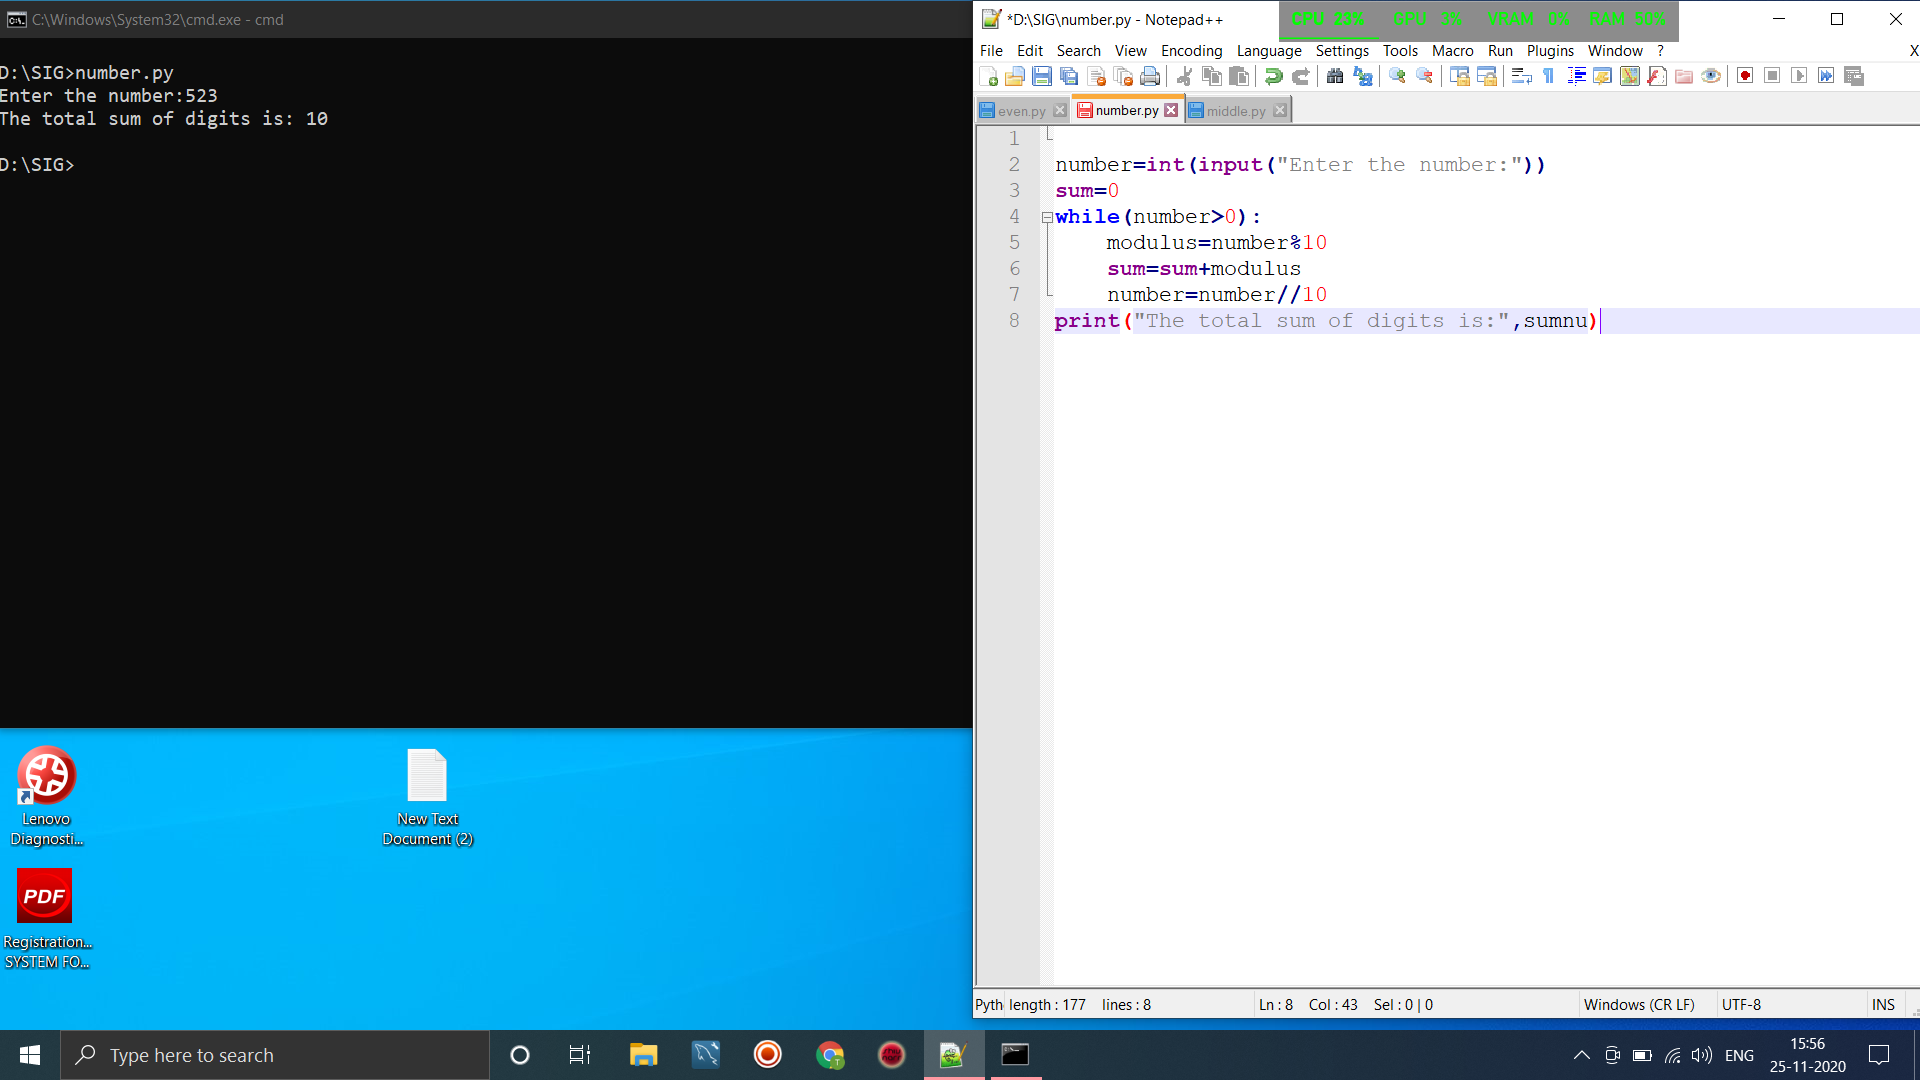 C:\Windows\System32\cmd.exe - cmd
D:\SIG>number.py
Enter the number:523
The total sum of digits is: 10
D:\SIG>
*D:\SIG\number.py - Notepad++
CPU 29% GPU 3% VRAM 0% RAM 50%
File Edit Search View Encoding Language Settings Tools Macro Run Plugins Window ? X
even.py number.py middle.py
1
2 number=int(input("Enter the number:"))
3 sum=0
4 while(number>0):
5 modulus=number%10
6 sum=sum+modulus
7 number=number//10
8 print("The total sum of digits is:",sumnu)
Lenovo
Diagnosti...
New Text
Document (2)
PDF
Registration...
SYSTEM FO...
Pyth length : 177 lines : 8 Ln : 8 Col : 43 Sel : 0 | 0 Windows (CR LF) UTF-8 INS
Type here to search
ENG
15:56
25-11-2020